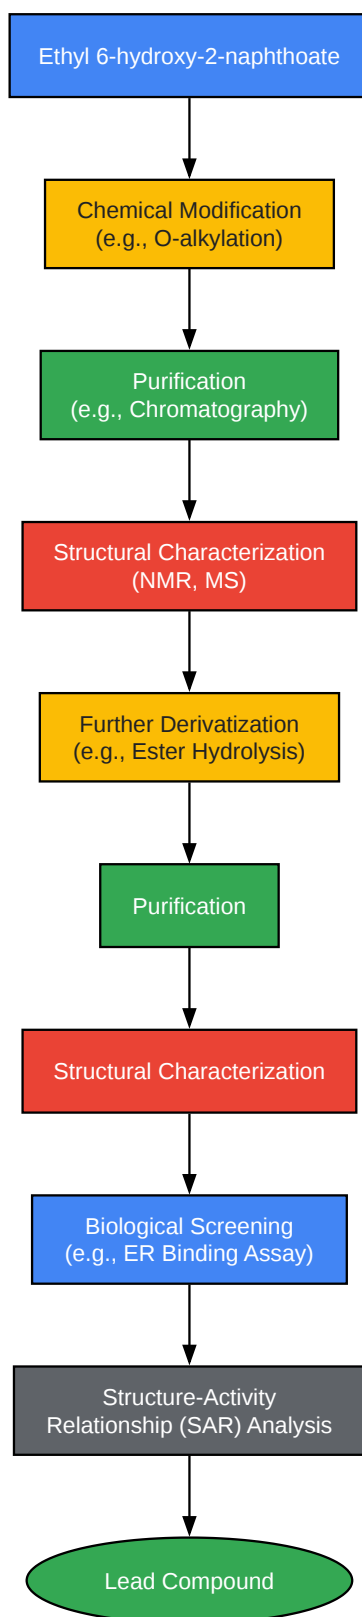 Ethyl 6-hydroxy-2-naphthoate
Chemical Modification
(e.g., O-alkylation)
Purification
(e.g., Chromatography)
Structural Characterization
(NMR, MS)
Further Derivatization
(e.g., Ester Hydrolysis)
Purification
Structural Characterization
Biological Screening
(e.g., ER Binding Assay)
Structure-Activity
Relationship (SAR) Analysis
Lead Compound